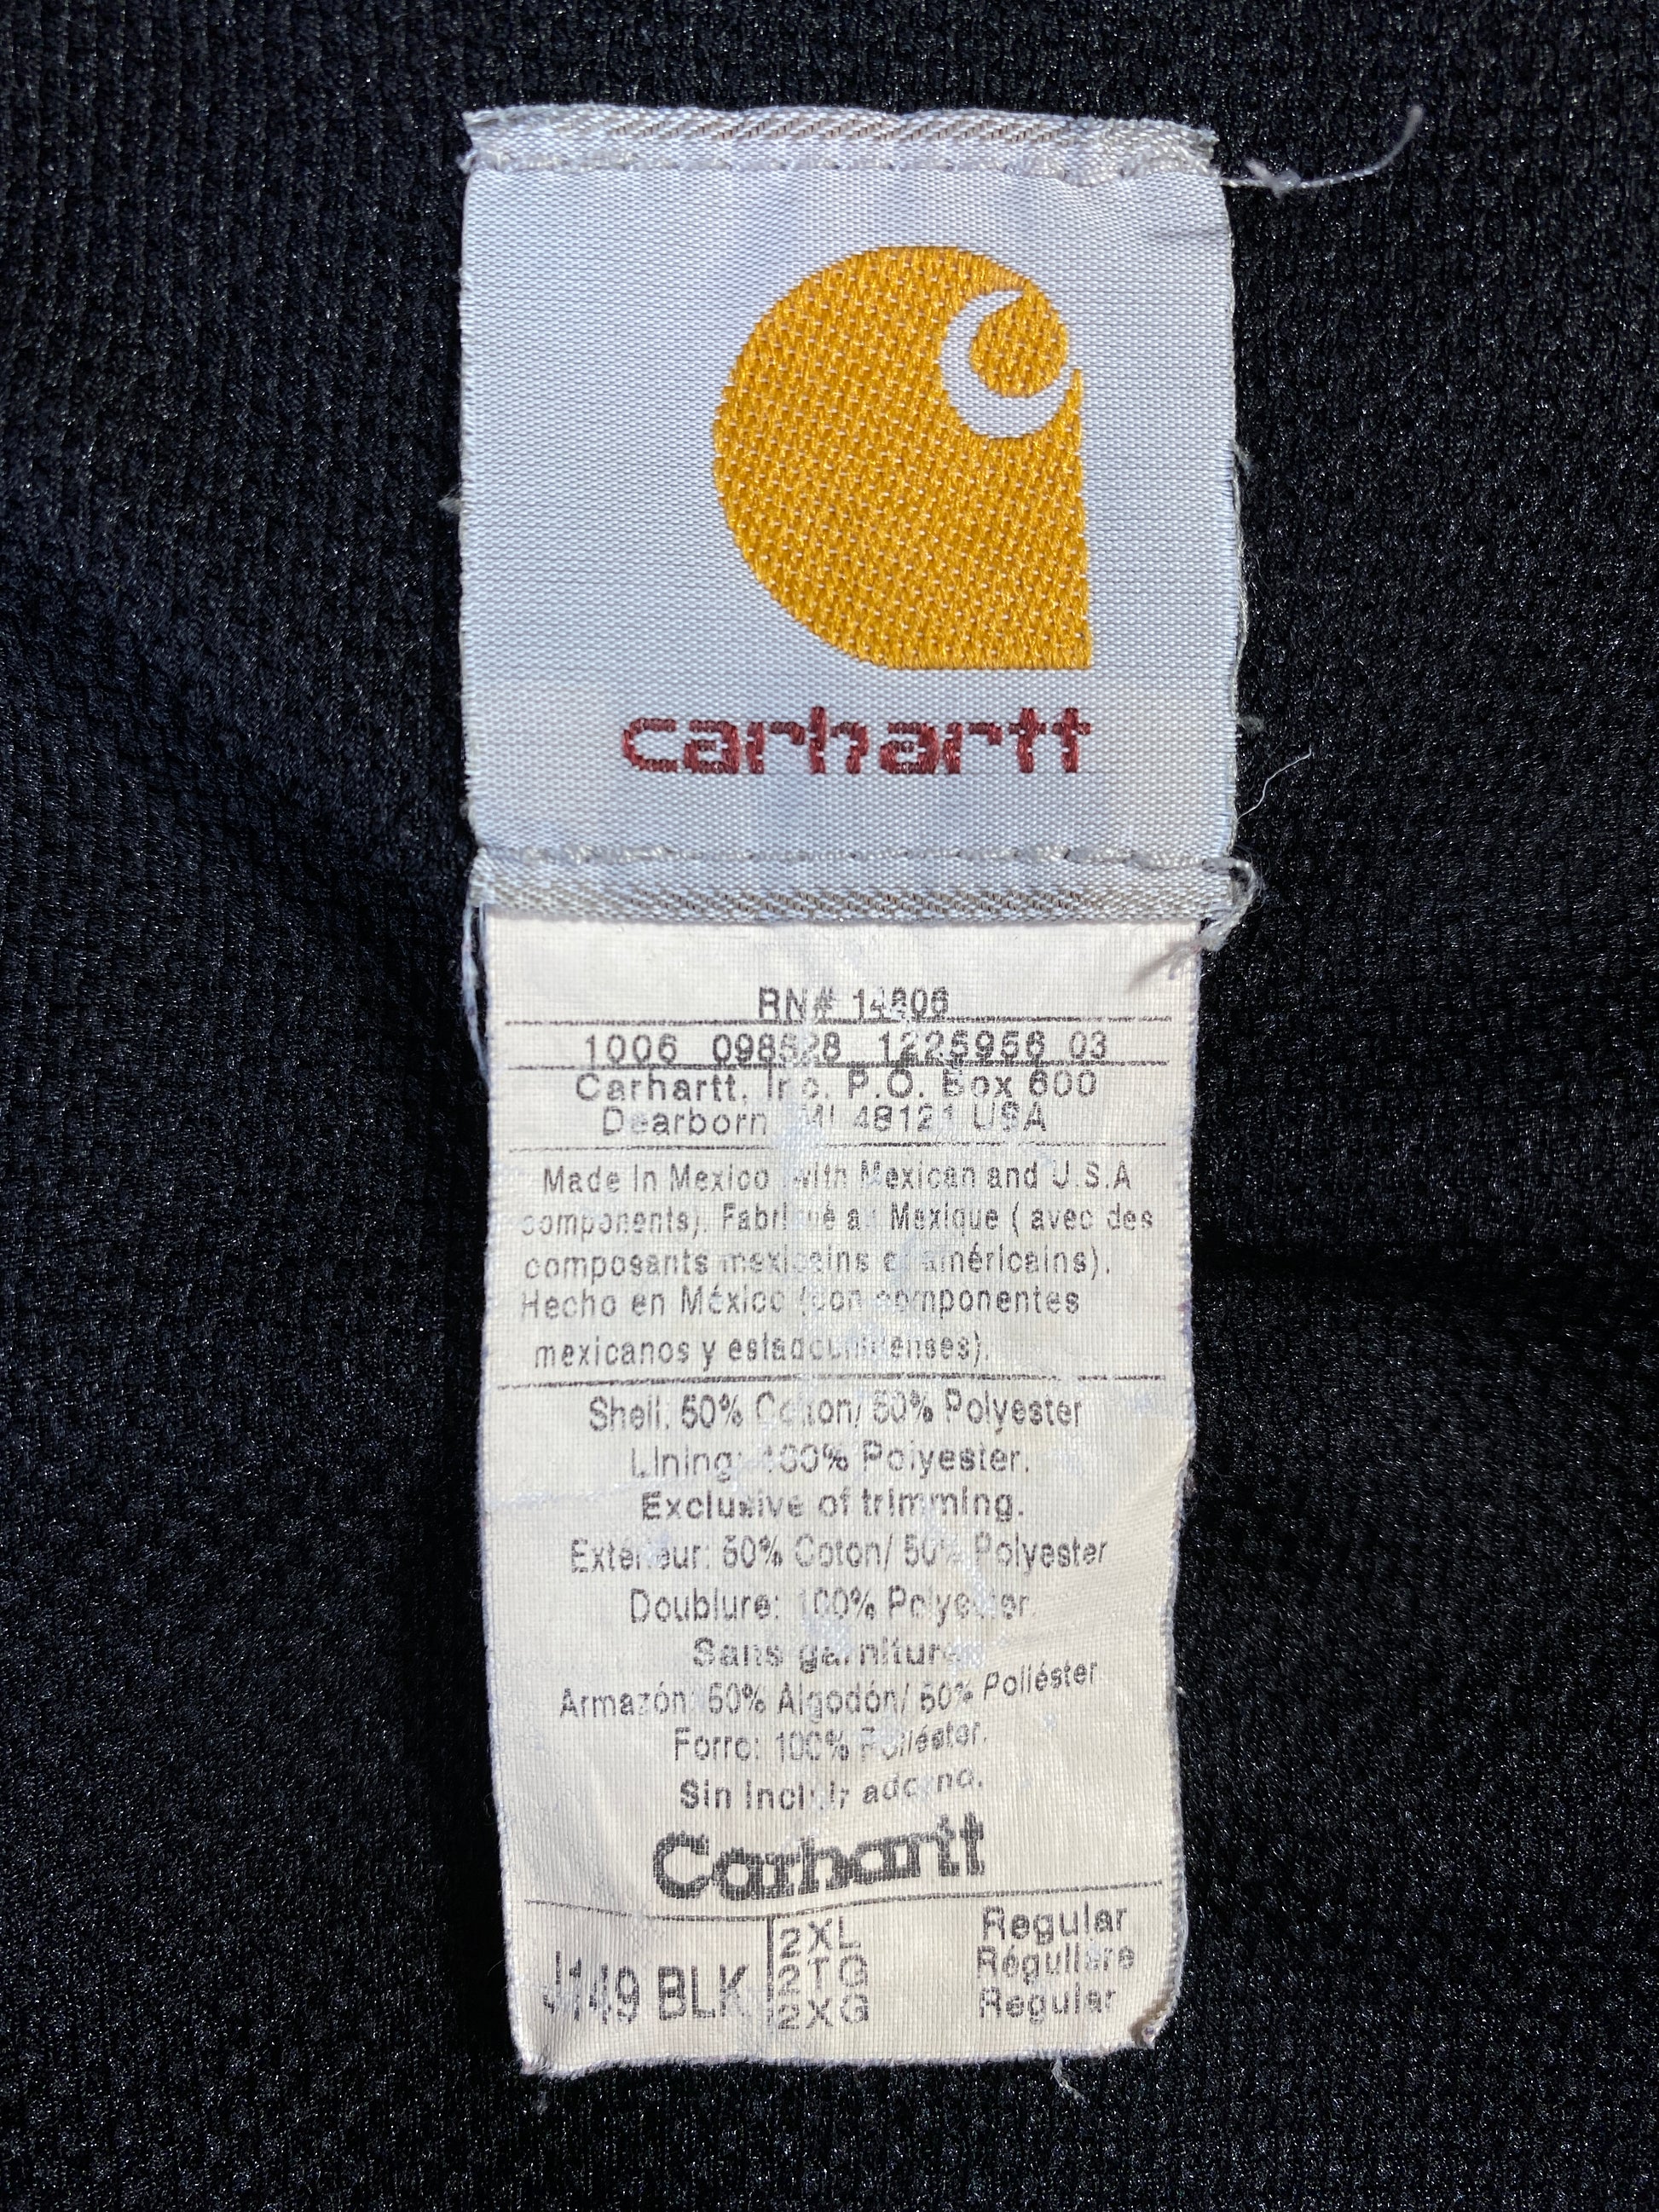 carhartt
RN# 14806
1006 098528 1225956 03
Carhartt, Inc. P.O. Box 600
Dearborn, MI 48121 USA
Made In Mexico (with Mexican and U.S.A
components). Fabriqué au Mexique ( avec des
composants mexicains et américains).
Hecho en México (con componentes
mexicanos y estadounidenses).
Shell: 50% Cotton/ 50% Polyester
Lining: 100% Polyester.
Exclusive of trimming.
Extérieur: 50% Coton/ 50% Polyester
Doublure: 100% Polyester.
Sans garniture
Armazón: 50% Algodón/ 50% Poliéster
Forro: 100% Poliéster.
Sin incluir adorno.
Carhartt
J149 BLK
2XL Regular
2TG Régulière
2XG Regular